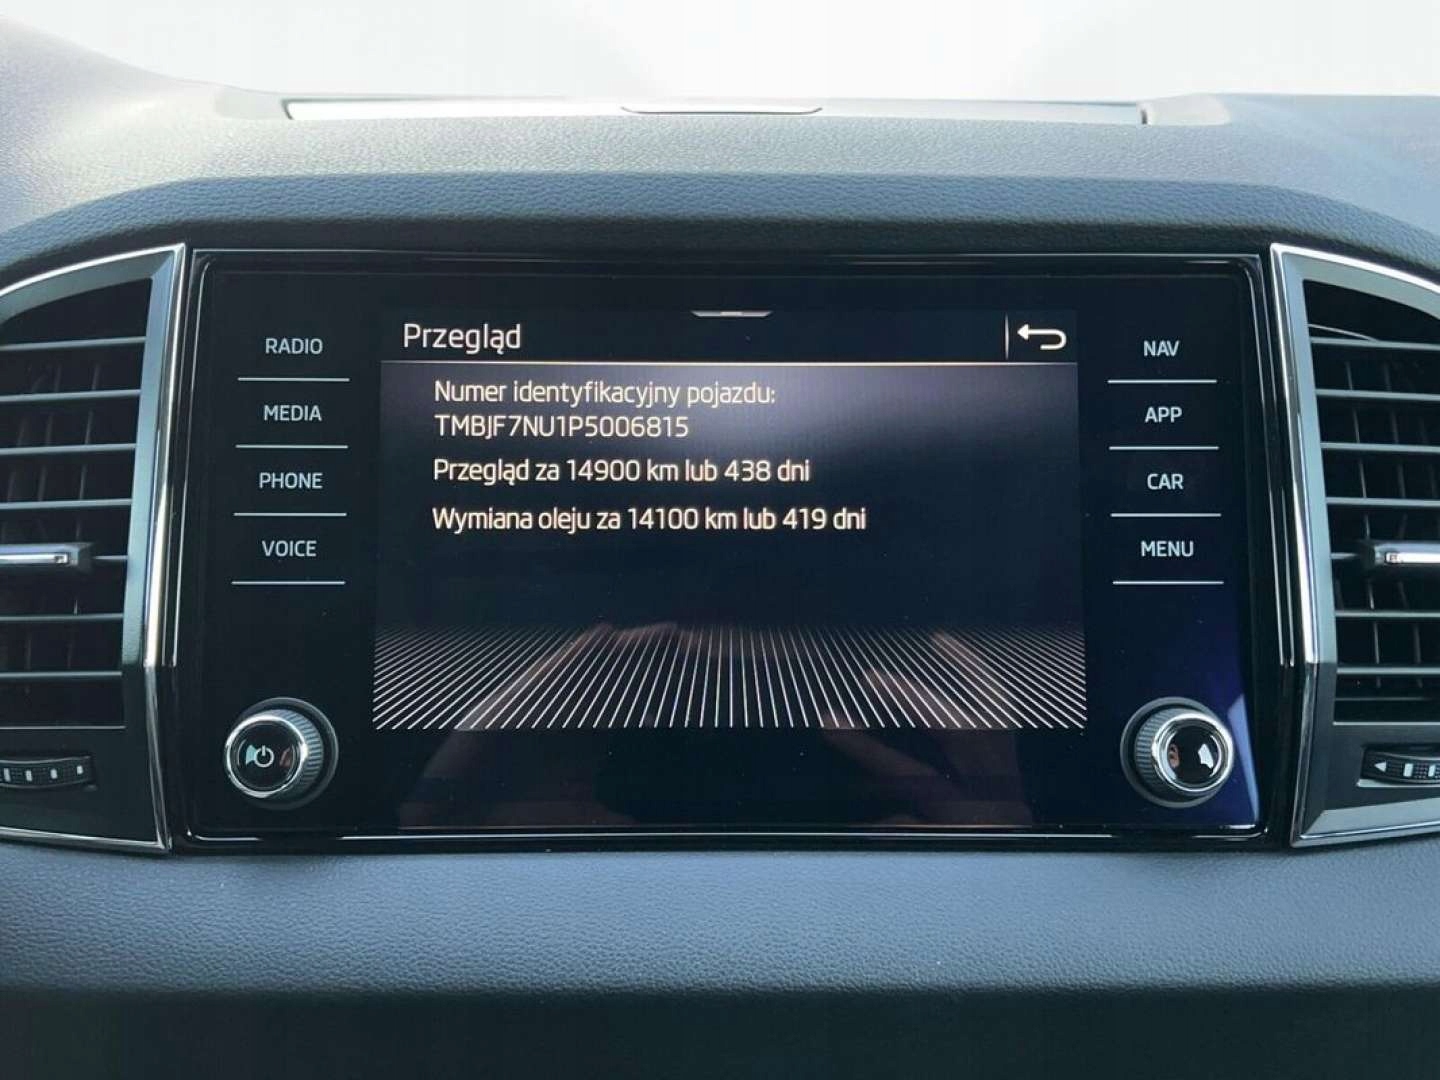 Przegląd
Numer identyfikacyjny pojazdu:
TMBJF7NU1P5006815
Przegląd za 14900 km lub 438 dni
Wymiana oleju za 14100 km lub 419 dni
RADIO
MEDIA
PHONE
VOICE
NAV
APP
CAR
MENU